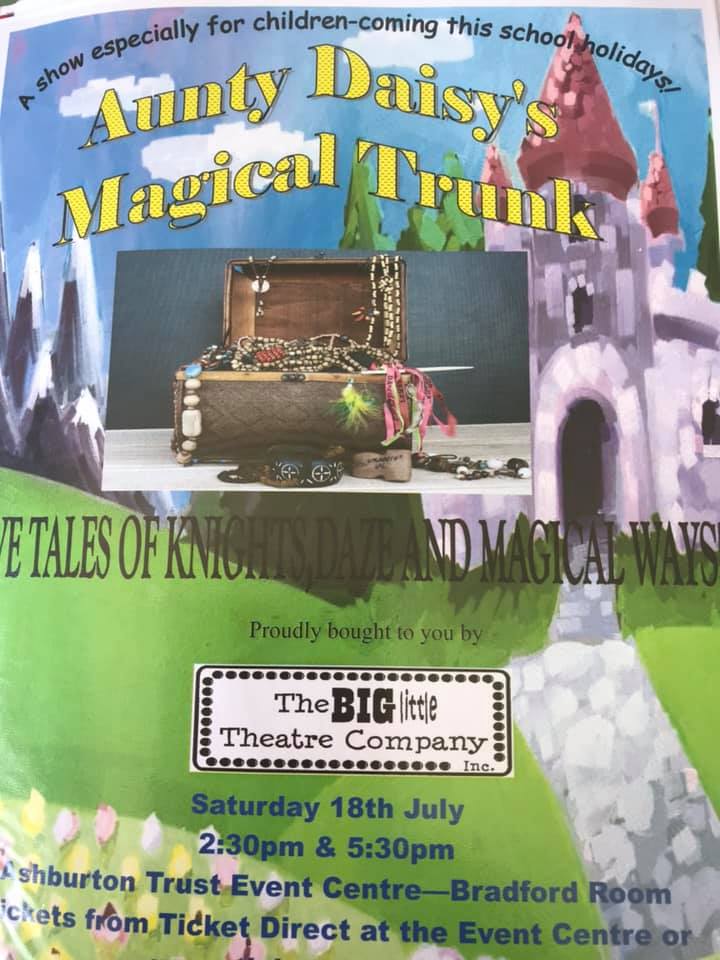 A show especially for children-coming this school holidays!
Aunty Daisy's
Magical Trunk
TALES OF KNIGHTS, DAZE AND MAGICAL WAYS
Proudly bought to you by
The BIG little
Theatre Company
Inc.
Saturday 18th July
2:30pm & 5:30pm
Ashburton Trust Event Centre—Bradford Room
from Ticket Direct at the Event Centre or